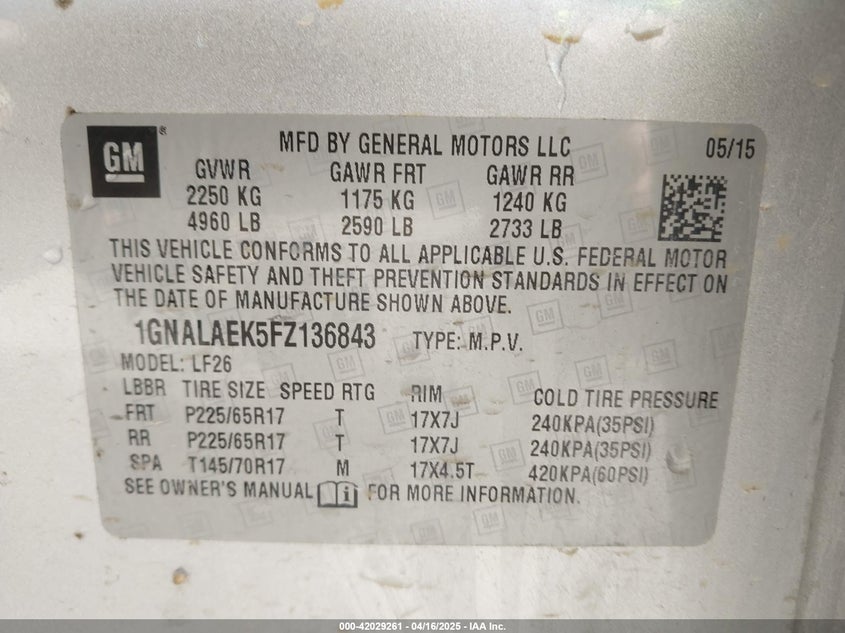 GM
MFD BY GENERAL MOTORS LLC 05/15
GVWR GAWR FRT GAWR RR
2250 KG 1175 KG 1240 KG
4960 LB 2590 LB 2733 LB
THIS VEHICLE CONFORMS TO ALL APPLICABLE U.S. FEDERAL MOTOR
VEHICLE SAFETY AND THEFT PREVENTION STANDARDS IN EFFECT ON
THE DATE OF MANUFACTURE SHOWN ABOVE.
1GNALAEK5FZ136843 TYPE: M.P.V.
MODEL: LF26
LBBR TIRE SIZE SPEED RTG RIM COLD TIRE PRESSURE
FRT P225/65R17 T 17X7J 240KPA(35PSI)
RR P225/65R17 T 17X7J 240KPA(35PSI)
SPA T145/70R17 M 17X4.5T 420KPA(60PSI)
SEE OWNER'S MANUAL FOR MORE INFORMATION.
000-42029261 - 04/16/2025 - IAA Inc.